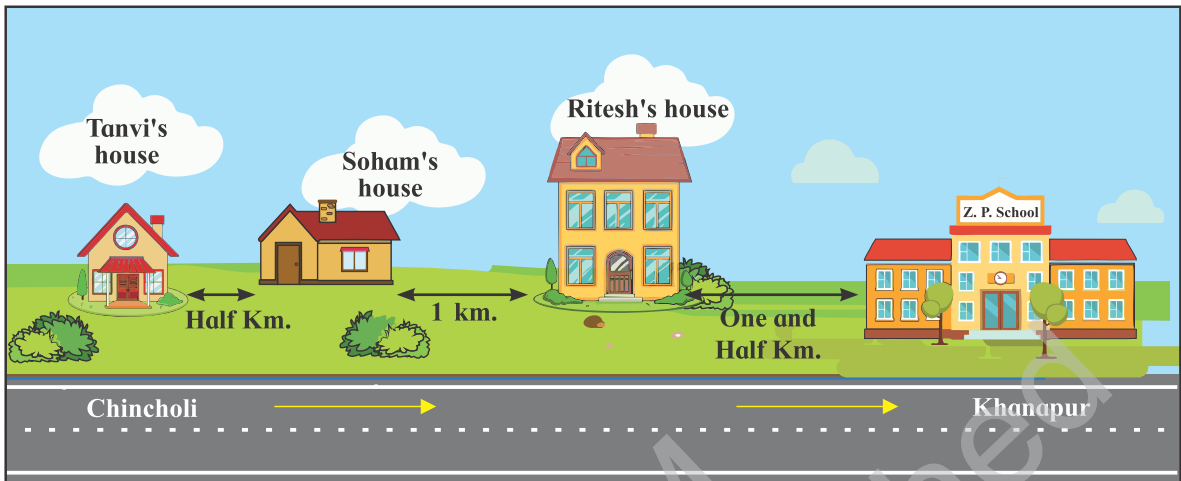 Tanvi's
house
Soham's
house
Ritesh's house
Z. P. School
Half Km.
1 km.
One and
Half Km.
Chincholi
Khanapur